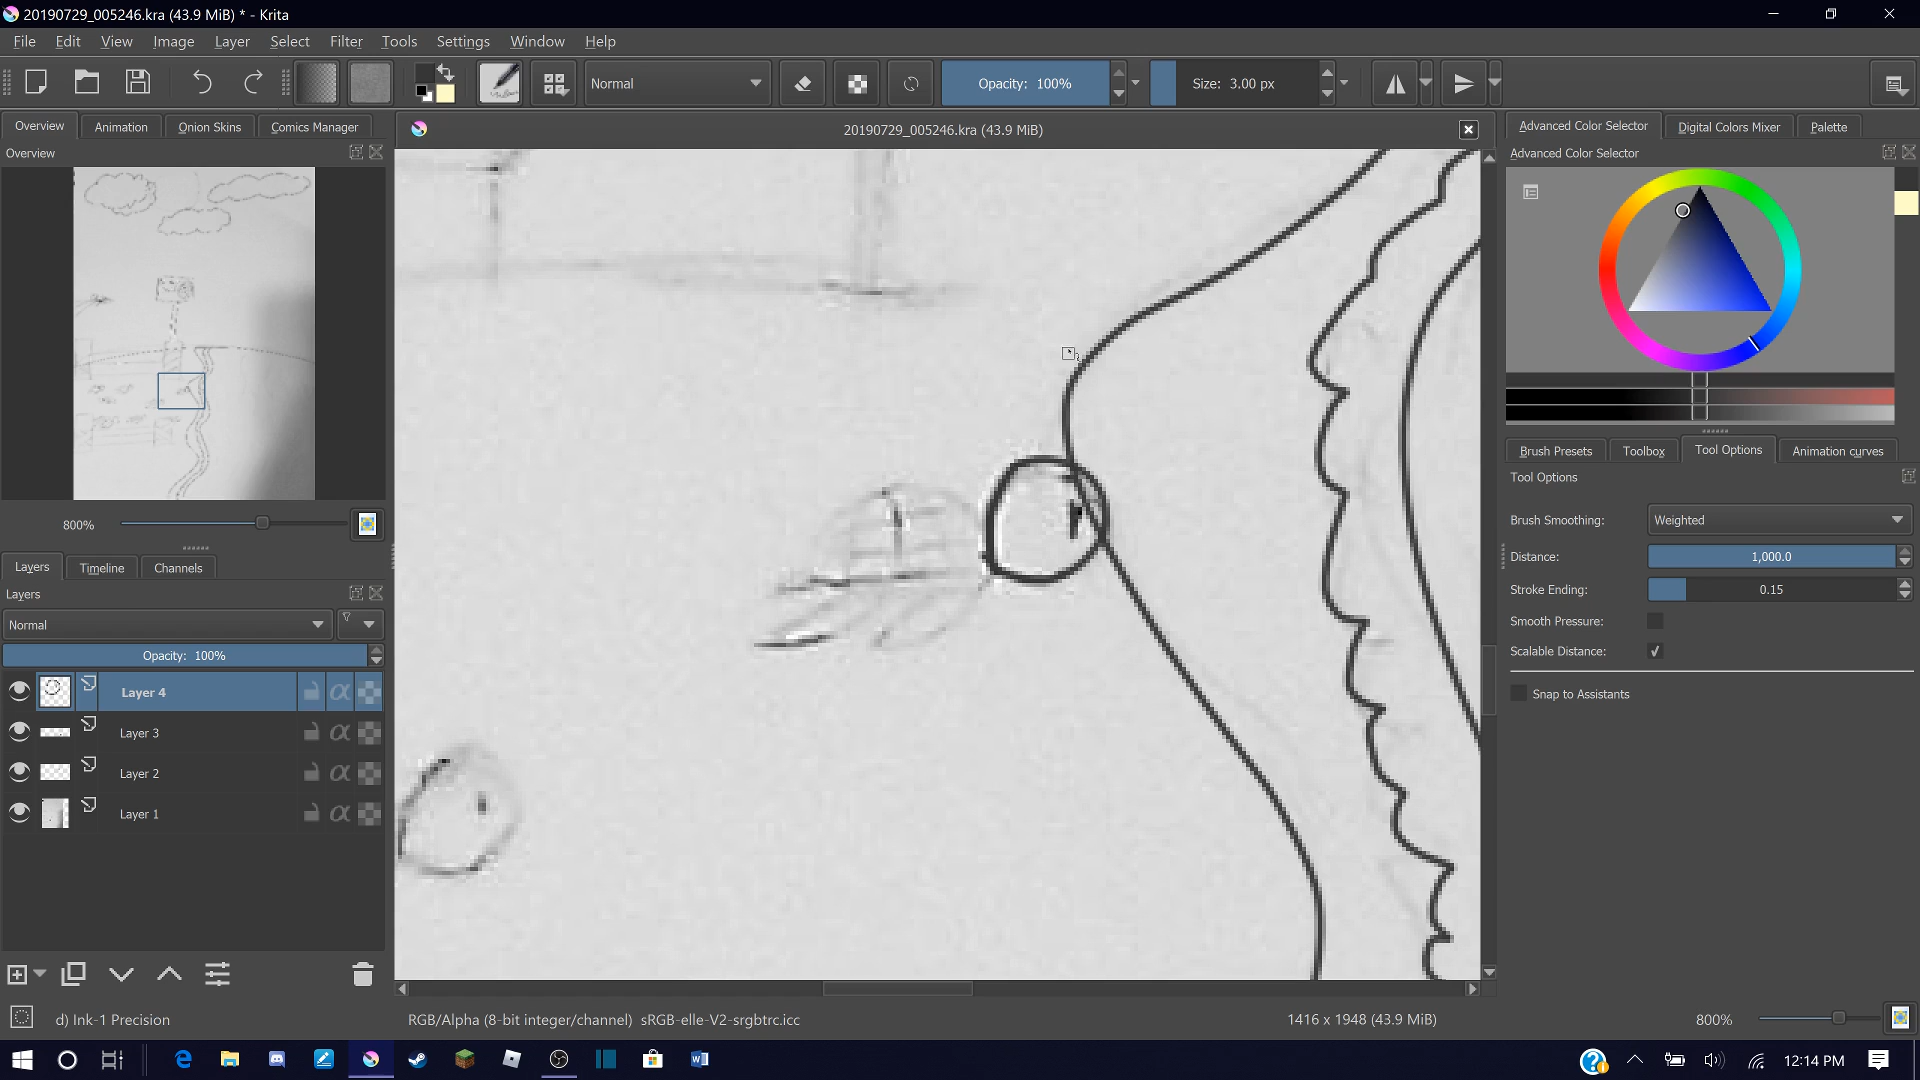 20190729_005246.kra (43.9 MiB) * - Krita
File Edit View Image Layer Select Filter Tools Settings Window Help
Normal Opacity: 100% Size: 3.00 px
Overview Animation Onion Skins Comics Manager
20190729_005246.kra (43.9 MiB)
Advanced Color Selector Digital Colors Mixer Palette
Overview
Advanced Color Selector
800%
Brush Presets Toolbox Tool Options Animation curves
Tool Options
Brush Smoothing: Weighted
Distance: 1,000.0
Stroke Ending: 0.15
Smooth Pressure:
Scalable Distance:
Snap to Assistants
Layers Timeline Channels
Layers
Normal
Opacity: 100%
Layer 4
Layer 3
Layer 2
Layer 1
d) Ink-1 Precision
RGB/Alpha (8-bit integer/channel) sRGB-elle-V2-srgbtrc.icc
1416 x 1948 (43.9 MiB)
800%
12:14 PM